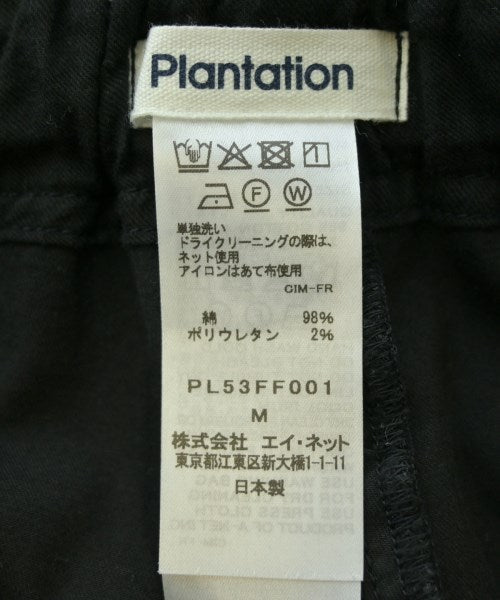 Plantation
単独洗い
ドライクリーニングの際は、
ネット使用
アイロンはあて布使用
CIM-FR
綿 98%
ポリウレタン 2%
PL53FF001
M
株式会社 エイ・ネット
東京都江東区新大橋1-1-11
日本製